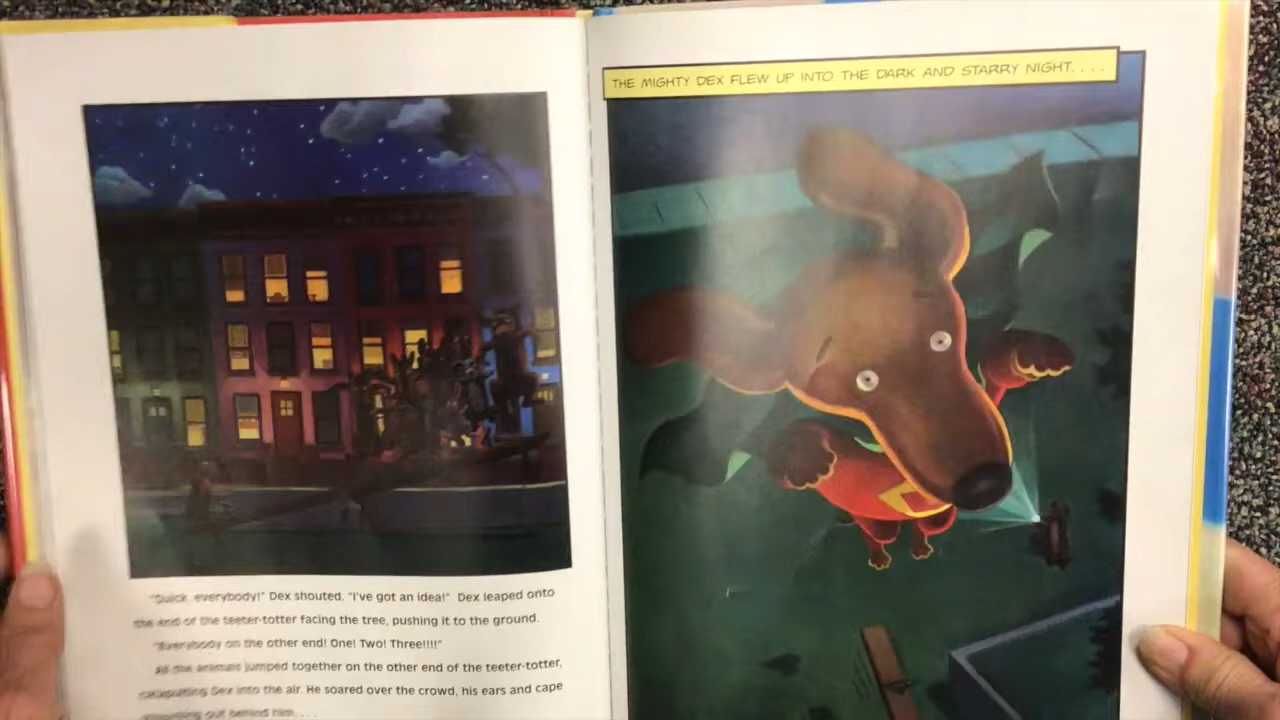 "Quick, everybody!" Dex shouted. "I've got an idea!" Dex leaped onto
the end of the teeter-totter facing the tree, pushing it to the ground.
"Everybody on the other end! One! Two! Three!!!!"
All the animals jumped together on the other end of the teeter-totter,
catapulting Dex into the air. He soared over the crowd, his ears and cape
out behind him. . . .
THE MIGHTY DEX FLEW UP INTO THE DARK AND STARRY NIGHT. . . .